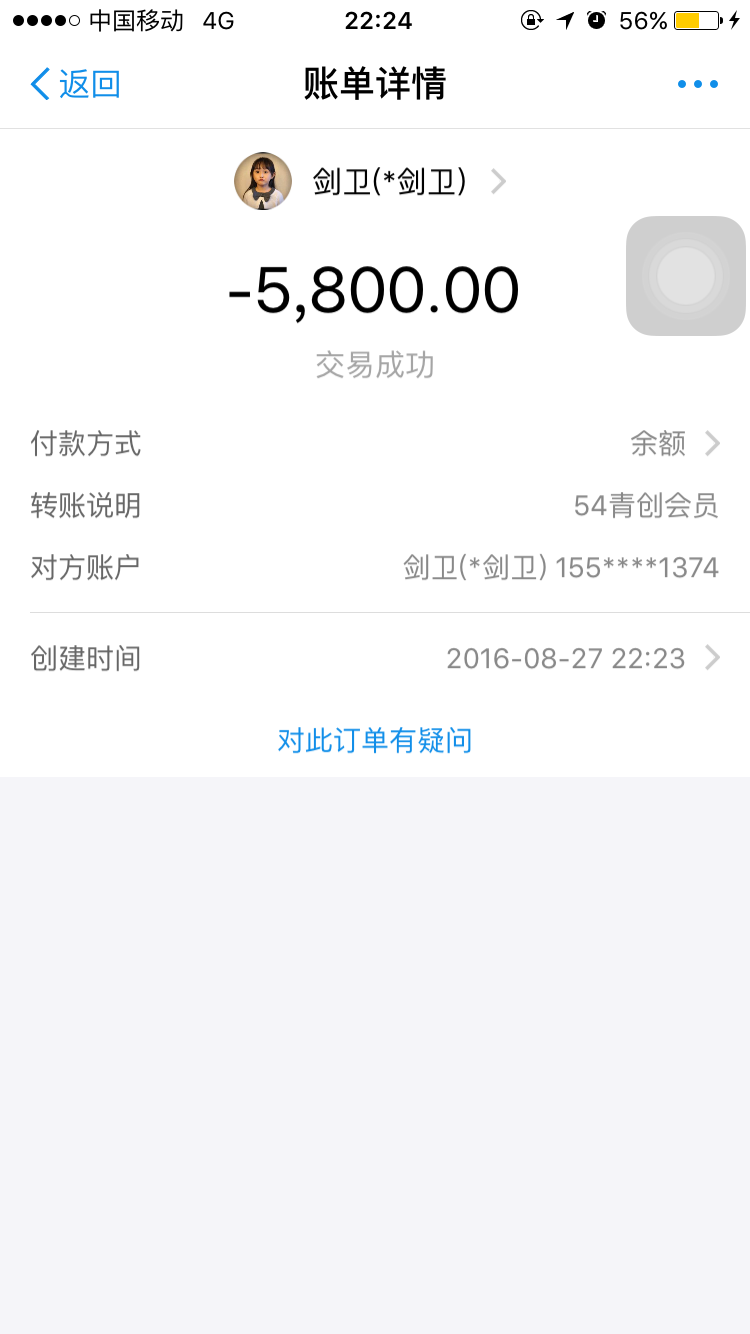 中国移动 4G 22:24 56%
返回 账单详情
剑卫(*剑卫)
-5,800.00
交易成功
付款方式 余额
转账说明 54青创会员
对方账户 剑卫(*剑卫) 155****1374
创建时间 2016-08-27 22:23
对此订单有疑问